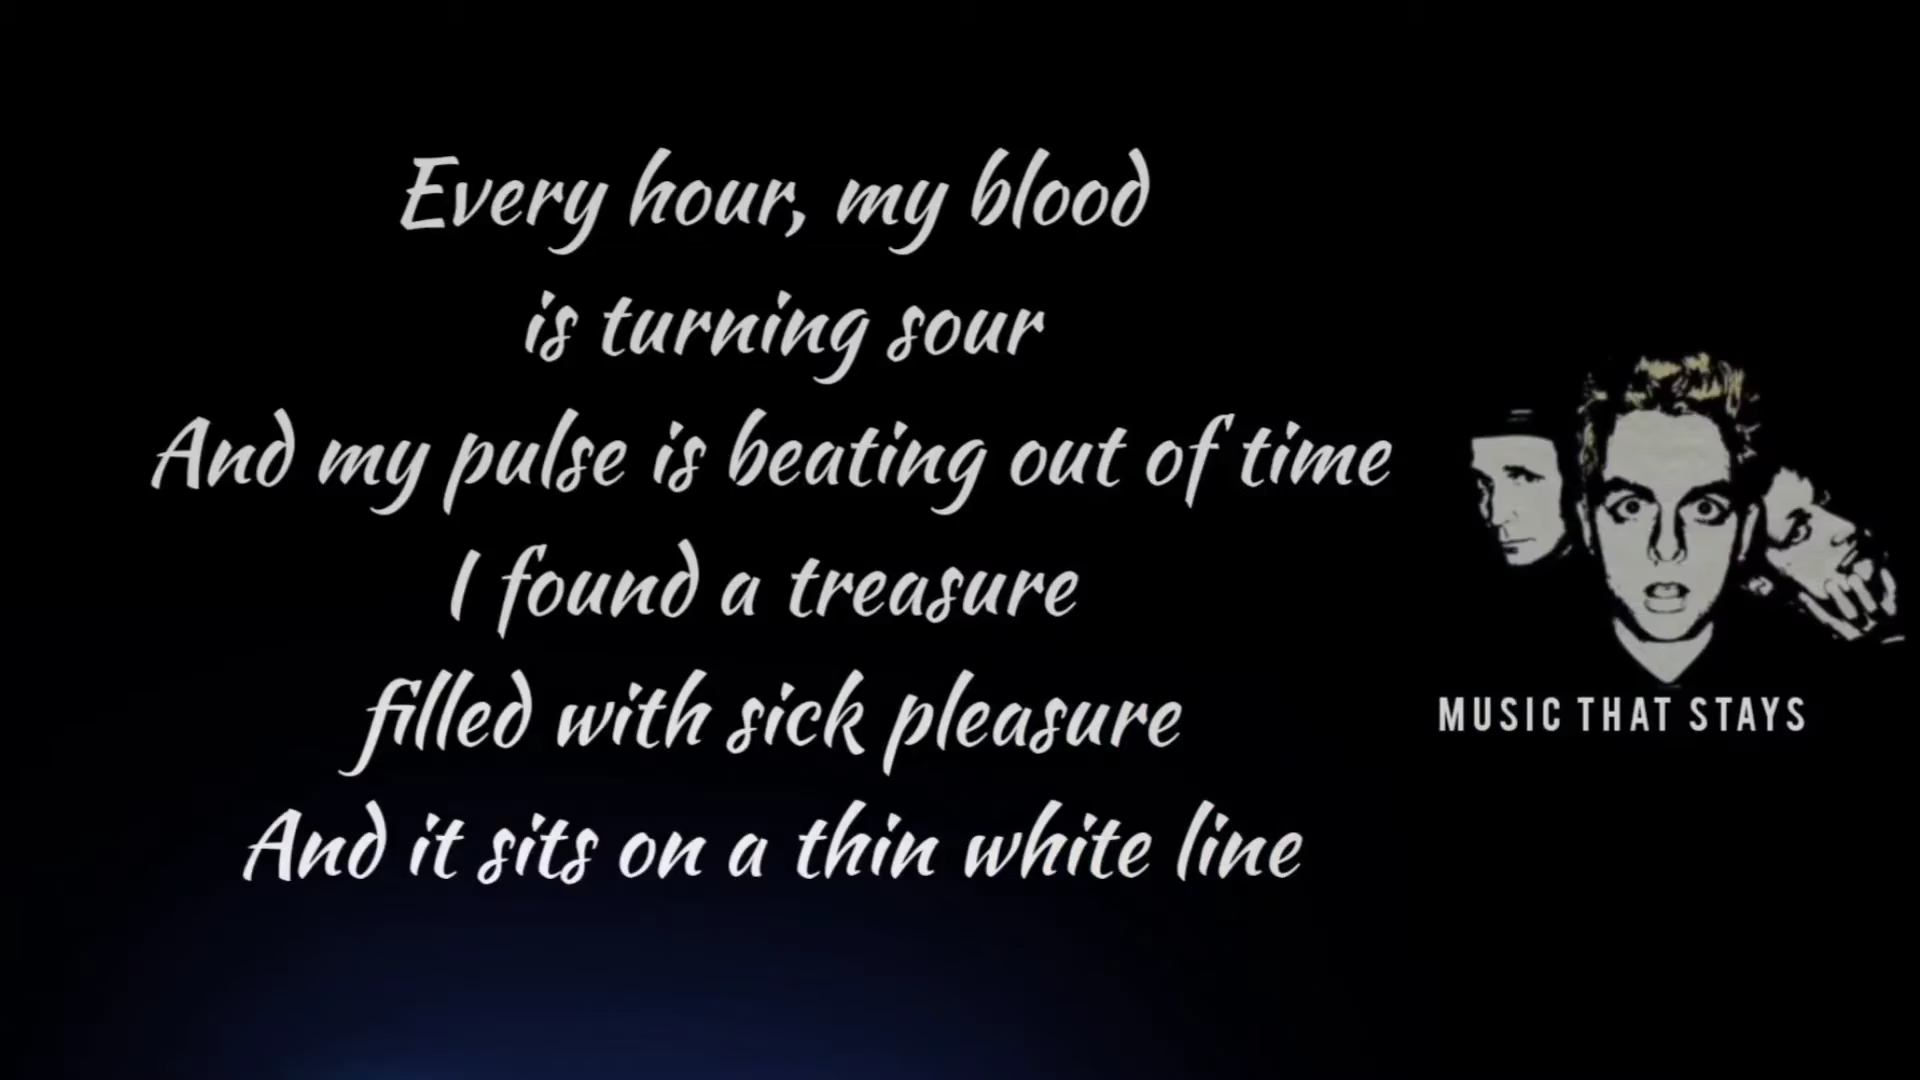 Every hour, my blood
is turning sour
And my pulse is beating out of time
I found a treasure
filled with sick pleasure
And it sits on a thin white line
MUSIC THAT STAYS